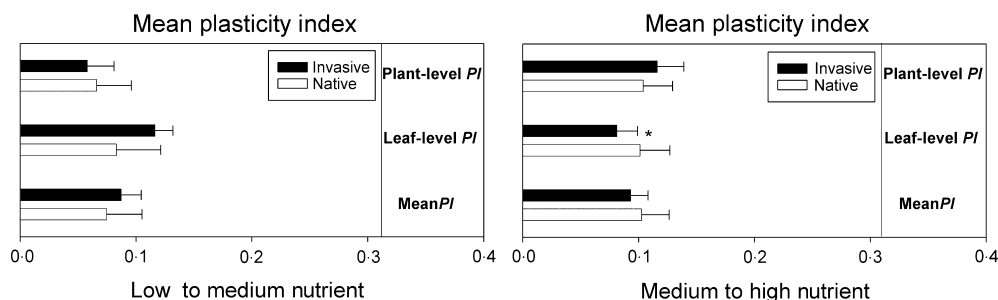 Mean plasticity index
Invasive
Native
Plant-level PI
Leaf-level PI
MeanPI
0·0 0·1 0·2 0·3 0·4
Low to medium nutrient
Mean plasticity index
Invasive
Native
Plant-level PI
*
Leaf-level PI
MeanPI
0·0 0·1 0·2 0·3 0·4
Medium to high nutrient